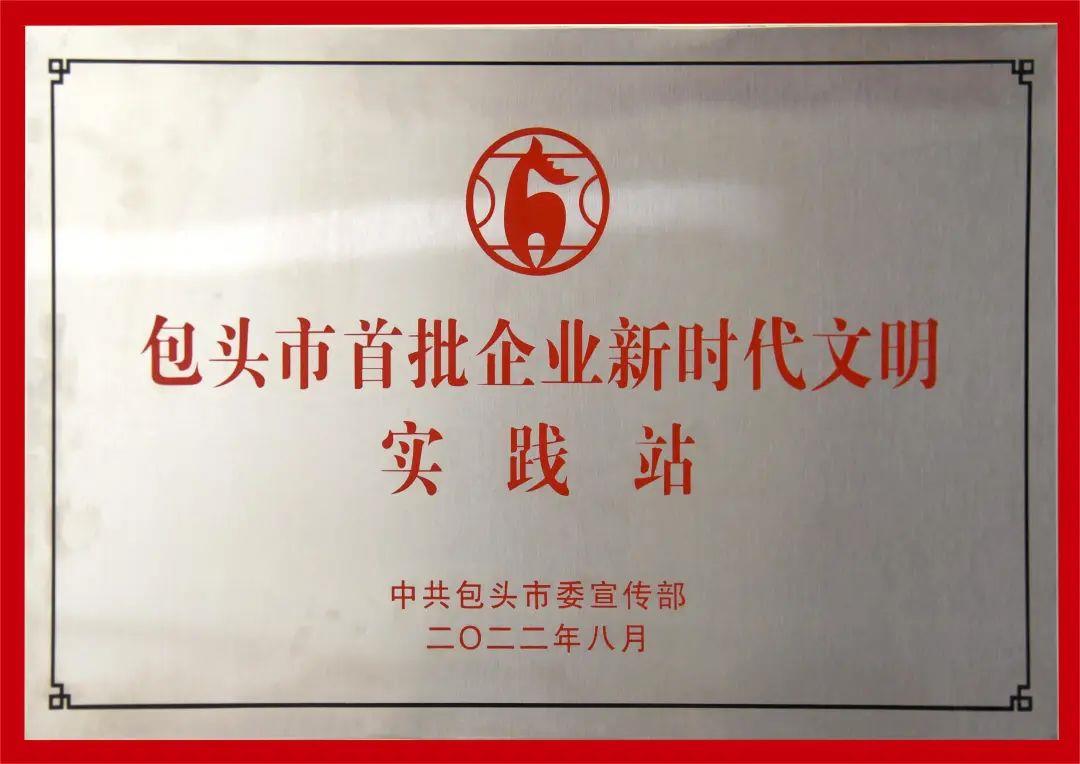 包头市首批企业新时代文明
实践站
中共包头市委宣传部
二〇二二年八月